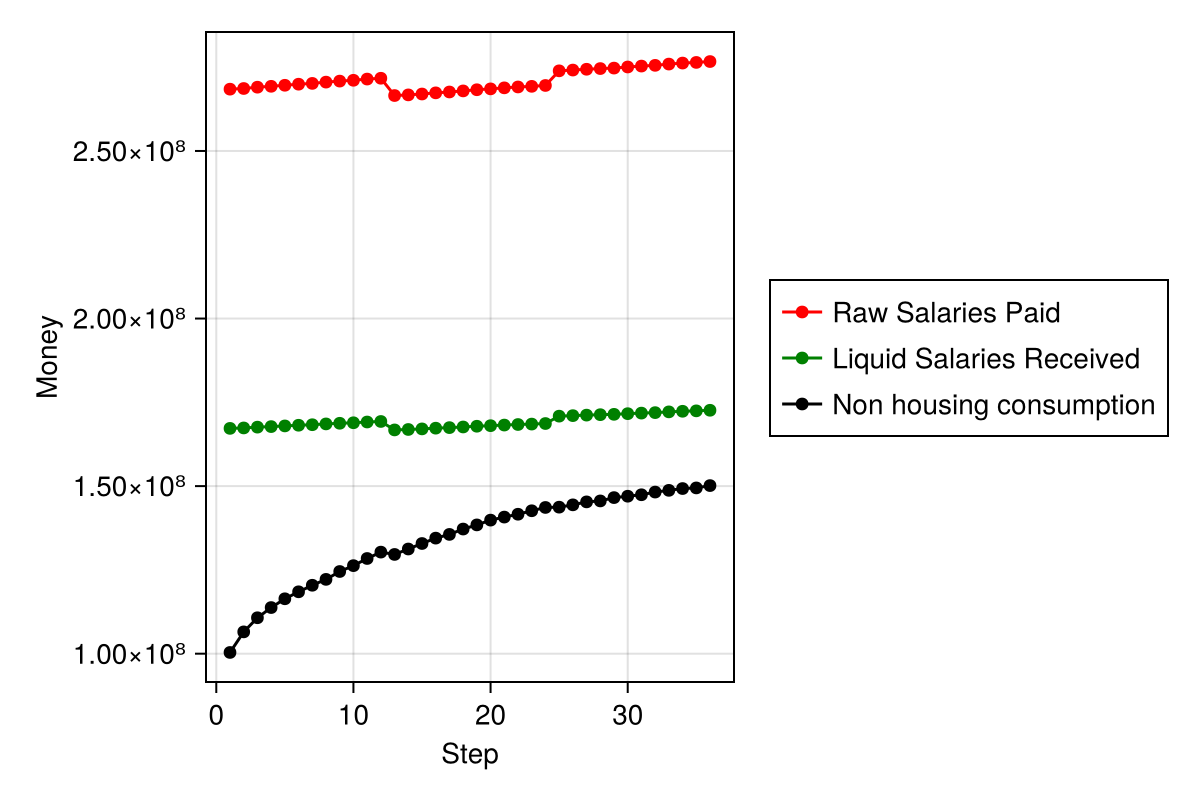 2.50×10⁸
2.00×10⁸
1.50×10⁸
1.00×10⁸
Money
0 10 20 30
Step
Raw Salaries Paid
Liquid Salaries Received
Non housing consumption